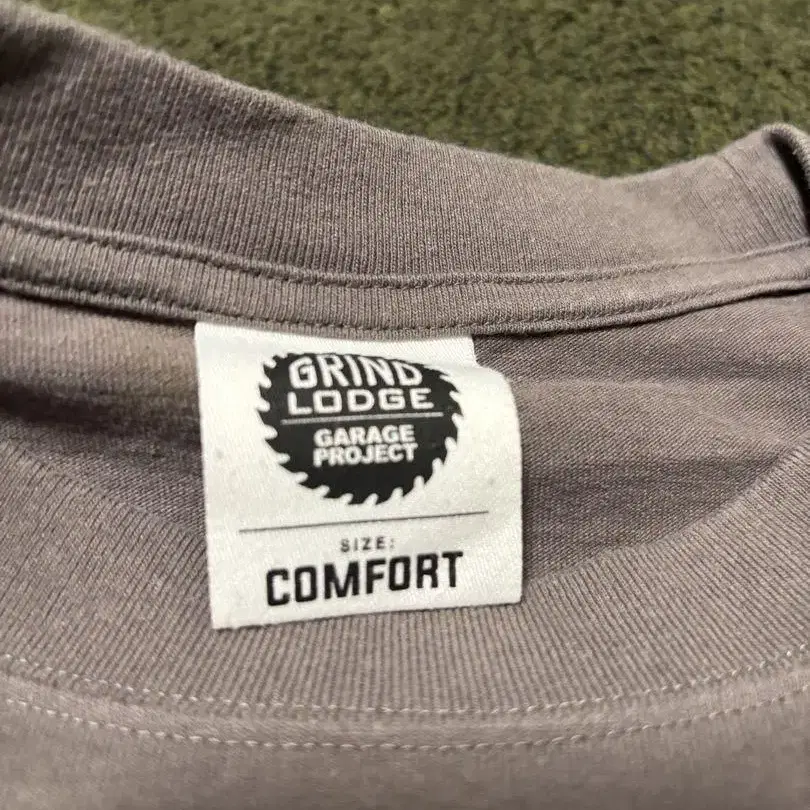 GRIND
LODGE
GARAGE
PROJECT
SIZE:
COMFORT